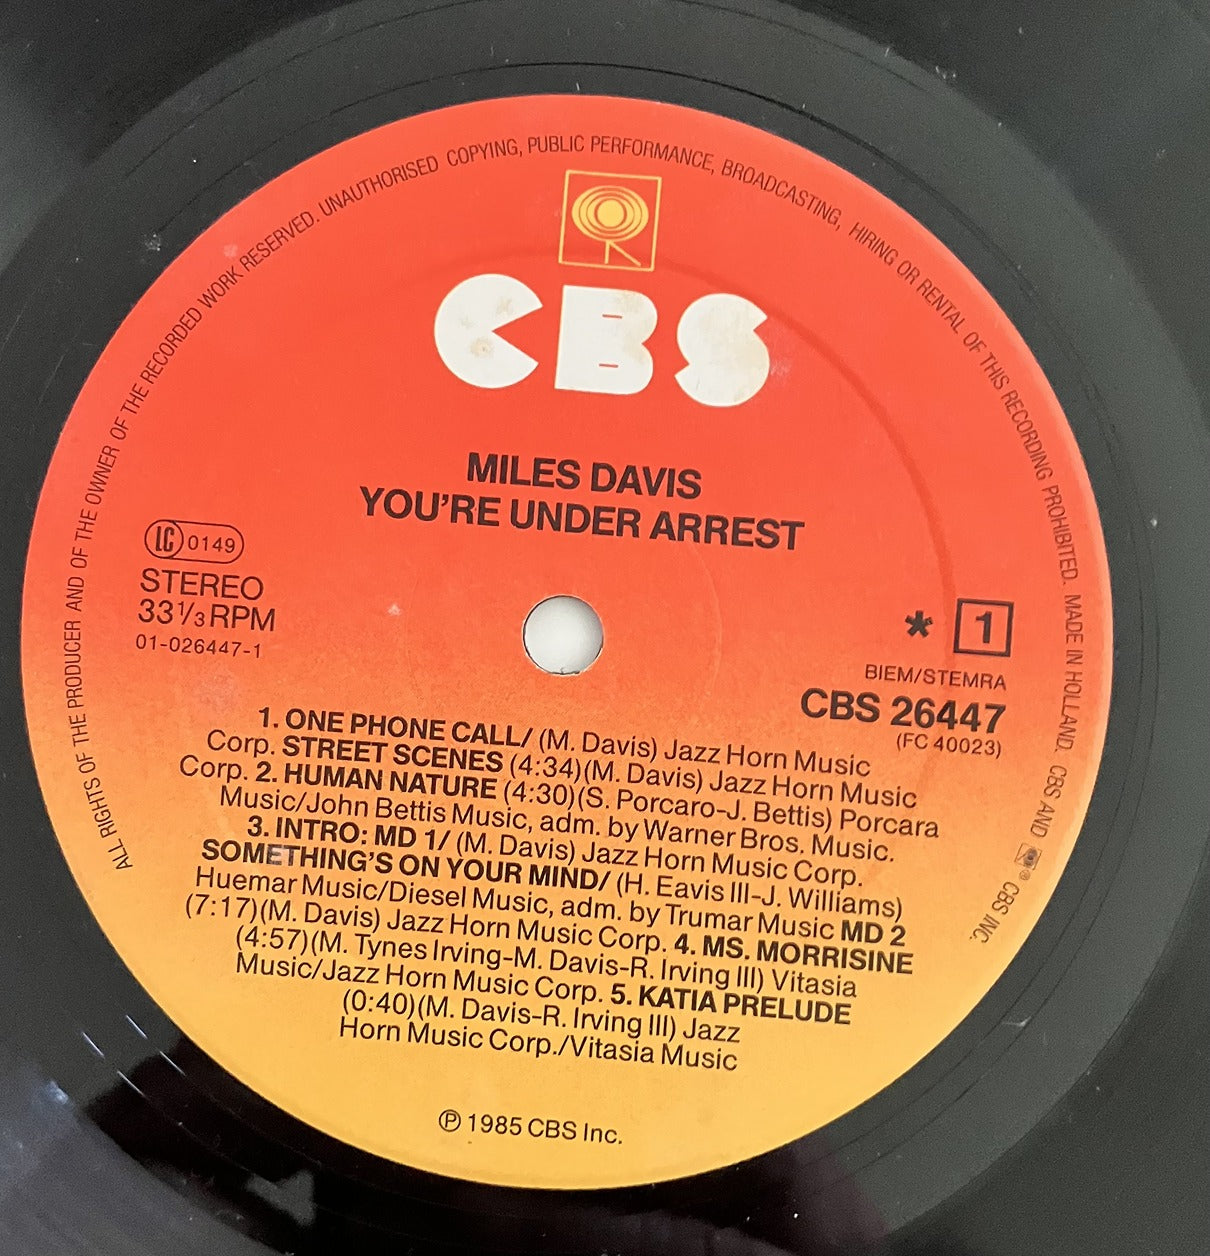 ALL RIGHTS OF THE PRODUCER AND OF THE OWNER OF THE RECORDED WORK RESERVED. UNAUTHORISED COPYING, PUBLIC PERFORMANCE, BROADCASTING, HIRING OR RENTAL OF THIS RECORDING PROHIBITED. MADE IN HOLLAND. CBS AND ® CBS INC.
CBS
MILES DAVIS
YOU'RE UNDER ARREST
LC 0149
STEREO
33 1/3 RPM
01-026447-1
* 1
BIEM/STEMRA
CBS 26447
(FC 40023)
1. ONE PHONE CALL/ (M. Davis) Jazz Horn Music
Corp. STREET SCENES (4:34)(M. Davis) Jazz Horn Music
Corp. 2. HUMAN NATURE (4:30)(S. Porcaro-J. Bettis) Porcara
Music/John Bettis Music, adm. by Warner Bros. Music.
3. INTRO: MD 1/ (M. Davis) Jazz Horn Music Corp.
SOMETHING'S ON YOUR MIND/ (H. Eavis III-J. Williams)
Huemar Music/Diesel Music, adm. by Trumar Music MD 2
(7:17)(M. Davis) Jazz Horn Music Corp. 4. MS. MORRISINE
(4:57)(M. Tynes Irving-M. Davis-R. Irving III) Vitasia
Music/Jazz Horn Music Corp. 5. KATIA PRELUDE
(0:40)(M. Davis-R. Irving III) Jazz
Horn Music Corp./Vitasia Music
℗ 1985 CBS Inc.